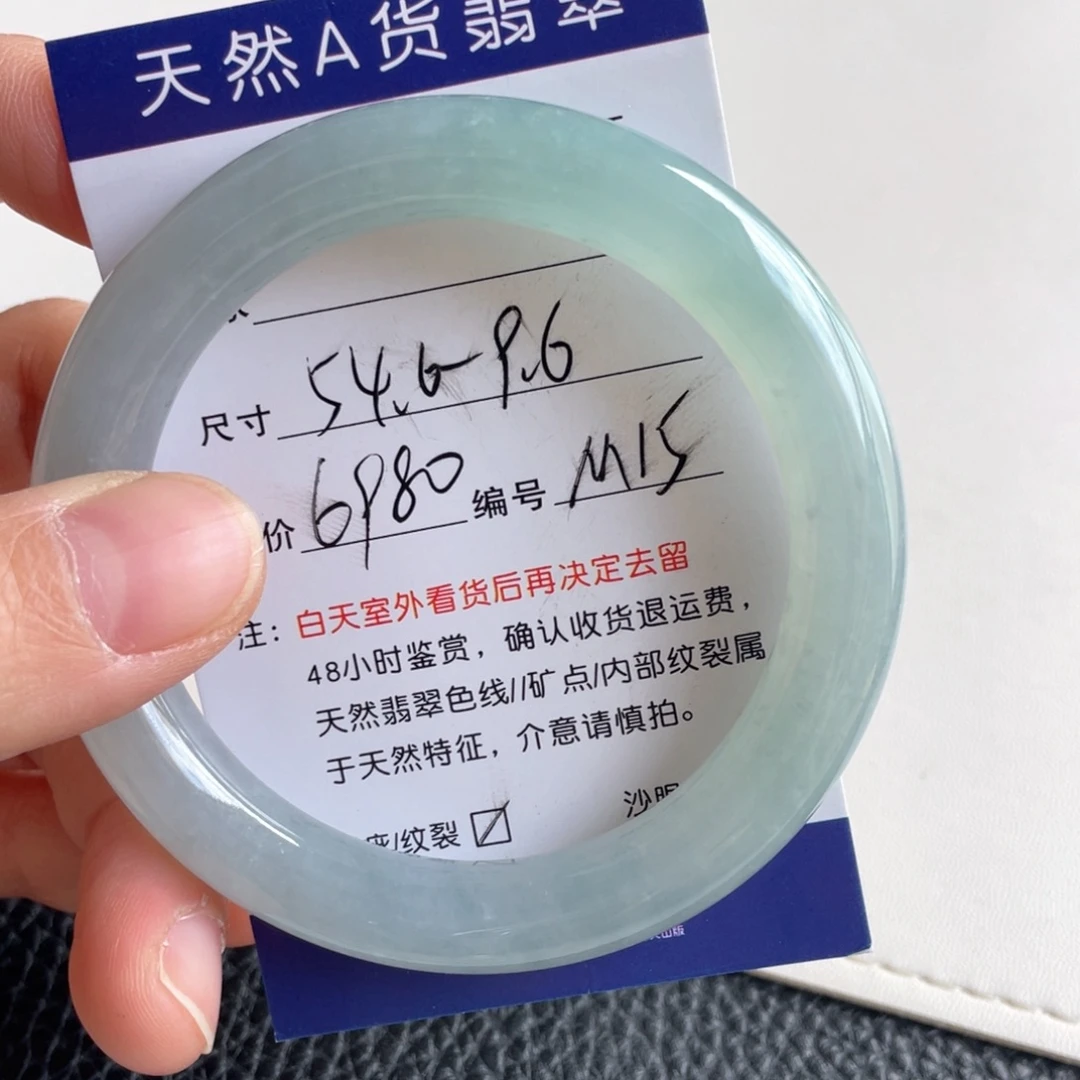 天然A货翡翠
尺寸 54.6-9.6
价 6980 编号 M15
注：白天室外看货后再决定去留
48小时鉴赏，确认收货退运费，
天然翡翠色线//矿点/内部纹裂属
于天然特征，介意请慎拍。
/纹裂 ☑ 沙眼